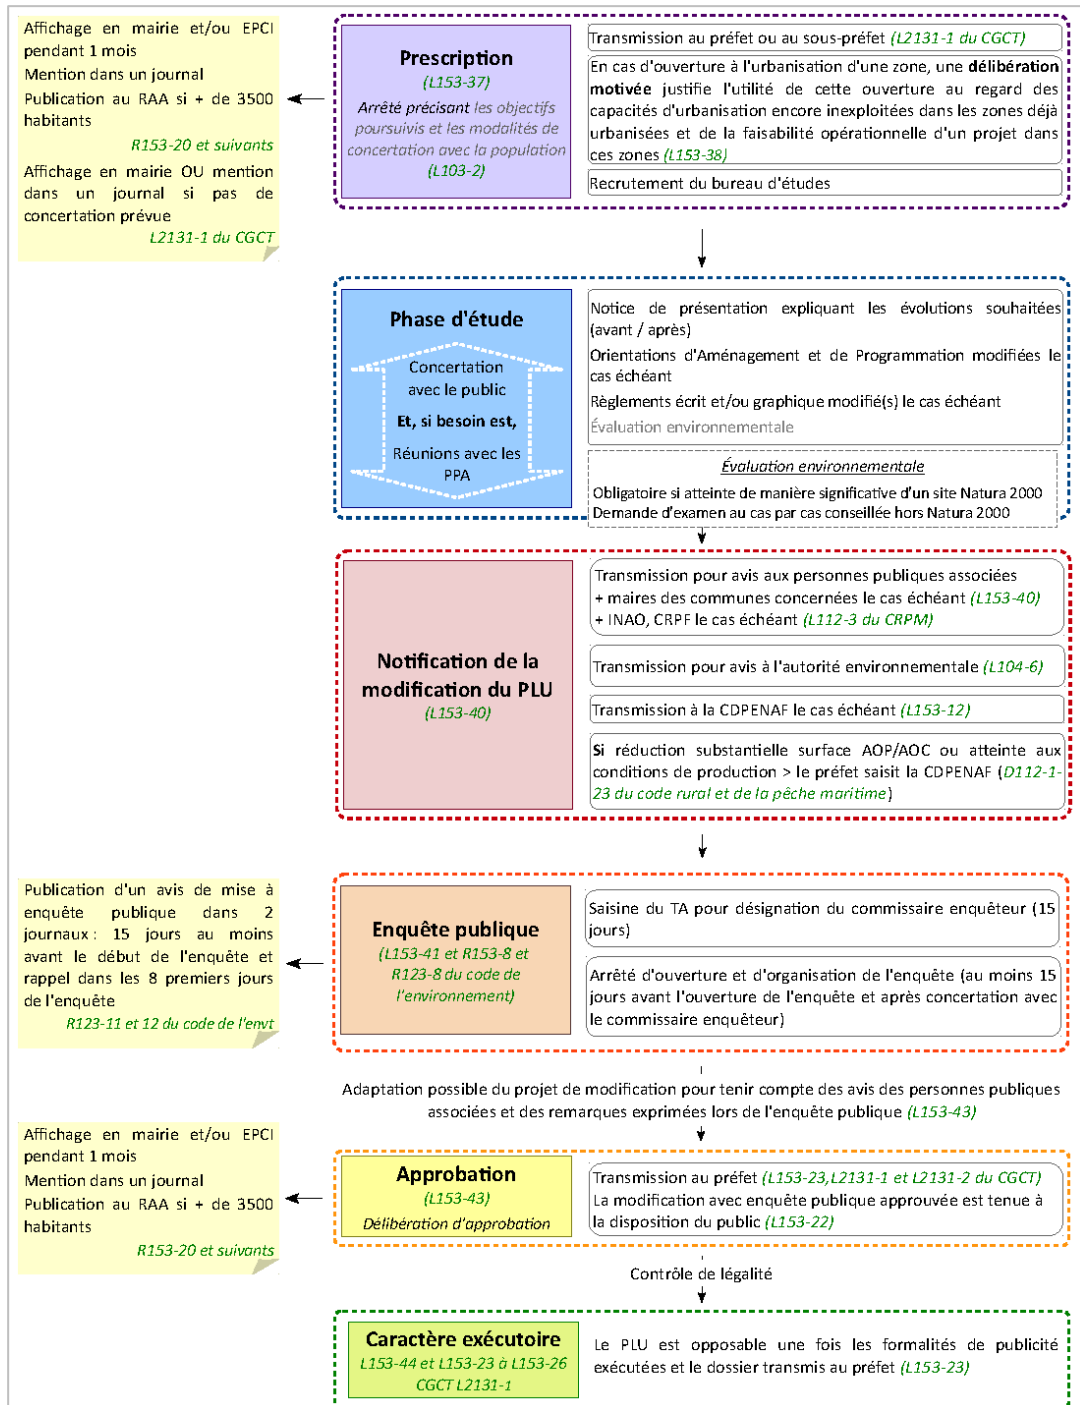 Affichage en mairie et/ou EPCI
pendant 1 mois
Mention dans un journal
Publication au RAA si + de 3500
habitants
R153-20 et suivants
Affichage en mairie OU mention
dans un journal si pas de
concertation prévue
L2131-1 du CGCT
Prescription
(L153-37)
Arrêté précisant les objectifs
poursuivis et les modalités de
concertation avec la population
(L103-2)
Transmission au préfet ou au sous-préfet (L2131-1 du CGCT)
En cas d'ouverture à l'urbanisation d'une zone, une délibération
motivée justifie l'utilité de cette ouverture au regard des
capacités d'urbanisation encore inexploitées dans les zones déjà
urbanisées et de la faisabilité opérationnelle d'un projet dans
ces zones (L153-38)
Recrutement du bureau d'études
Phase d'étude
Concertation
avec le public
Et, si besoin est,
Réunions avec les
PPA
Notice de présentation expliquant les évolutions souhaitées
(avant / après)
Orientations d'Aménagement et de Programmation modifiées le
cas échéant
Règlements écrit et/ou graphique modifié(s) le cas échéant
Évaluation environnementale
Évaluation environnementale
Obligatoire si atteinte de manière significative d'un site Natura 2000
Demande d'examen au cas par cas conseillée hors Natura 2000
Notification de la
modification du PLU
(L153-40)
Transmission pour avis aux personnes publiques associées
+ maires des communes concernées le cas échéant (L153-40)
+ INAO, CRPF le cas échéant (L112-3 du CRPM)
Transmission pour avis à l'autorité environnementale (L104-6)
Transmission à la CDPENAF le cas échéant (L153-12)
Si réduction substantielle surface AOP/AOC ou atteinte aux
conditions de production > le préfet saisit la CDPENAF (D112-1-
23 du code rural et de la pêche maritime)
Publication d'un avis de mise à
enquête publique dans 2
journaux : 15 jours au moins
avant le début de l'enquête et
rappel dans les 8 premiers jours
de l'enquête
R123-11 et 12 du code de l'envt
Enquête publique
(L153-41 et R153-8 et
R123-8 du code de
l'environnement)
Saisine du TA pour désignation du commissaire enquêteur (15
jours)
Arrêté d'ouverture et d'organisation de l'enquête (au moins 15
jours avant l'ouverture de l'enquête et après concertation avec
le commissaire enquêteur)
Adaptation possible du projet de modification pour tenir compte des avis des personnes publiques
associées et des remarques exprimées lors de l'enquête publique (L153-43)
Affichage en mairie et/ou EPCI
pendant 1 mois
Mention dans un journal
Publication au RAA si + de 3500
habitants
R153-20 et suivants
Approbation
(L153-43)
Délibération d'approbation
Transmission au préfet (L153-23,L2131-1 et L2131-2 du CGCT)
La modification avec enquête publique approuvée est tenue à
la disposition du public (L153-22)
Contrôle de légalité
Caractère exécutoire
L153-44 et L153-23 à L153-26
CGCT L2131-1
Le PLU est opposable une fois les formalités de publicité
exécutées et le dossier transmis au préfet (L153-23)